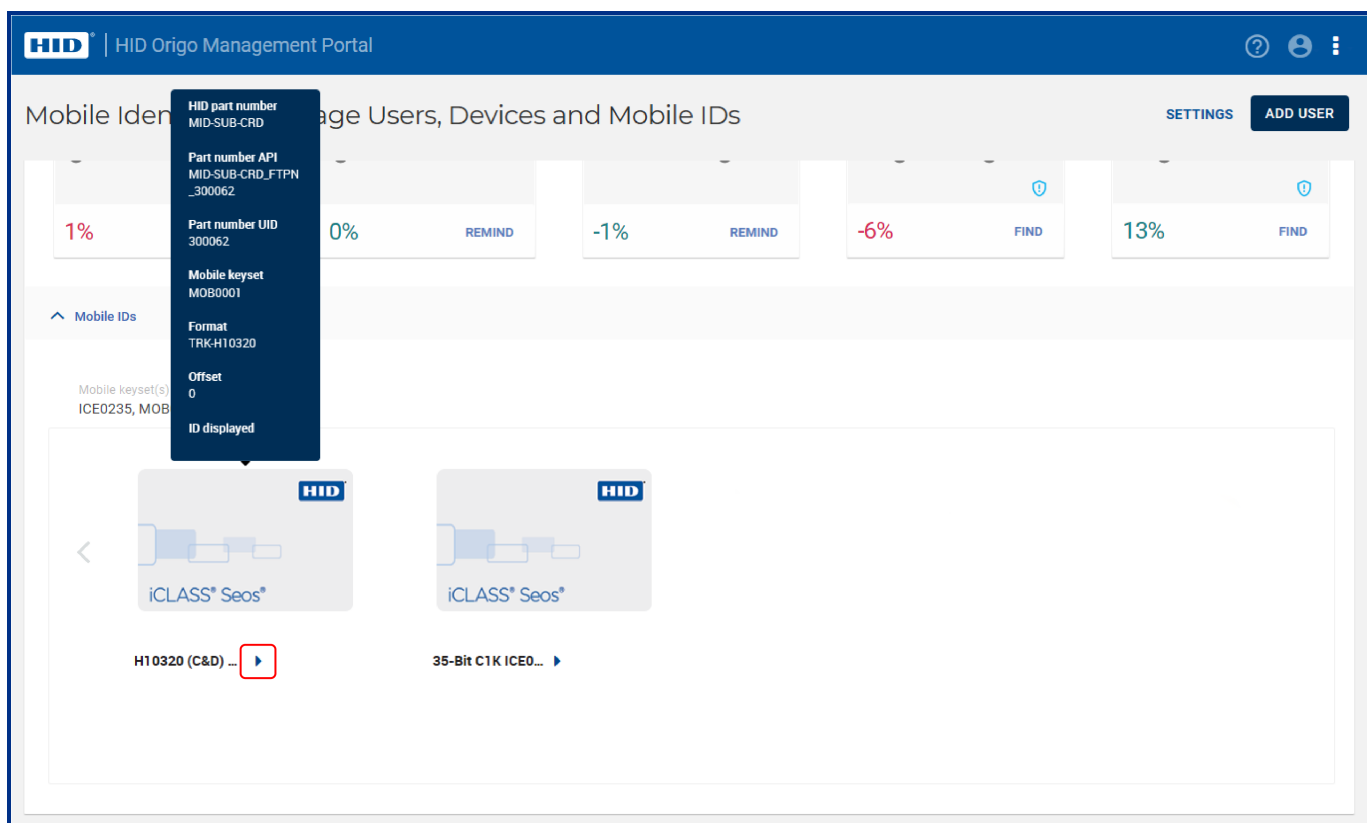 HID | HID Origo Management Portal
Mobile Iden
age Users, Devices and Mobile IDs
SETTINGS
ADD USER
HID part number
MID-SUB-CRD
Part number API
MID-SUB-CRD_FTPN
_300062
Part number UID
300062
Mobile keyset
MOB0001
Format
TRK-H10320
Offset
0
ID displayed
1%
0%
REMIND
-1%
REMIND
-6%
FIND
13%
FIND
Mobile IDs
Mobile keyset(s)
ICE0235, MOB
HID
iCLASS® Seos®
H10320 (C&D) ...
HID
iCLASS® Seos®
35-Bit C1K ICE0...